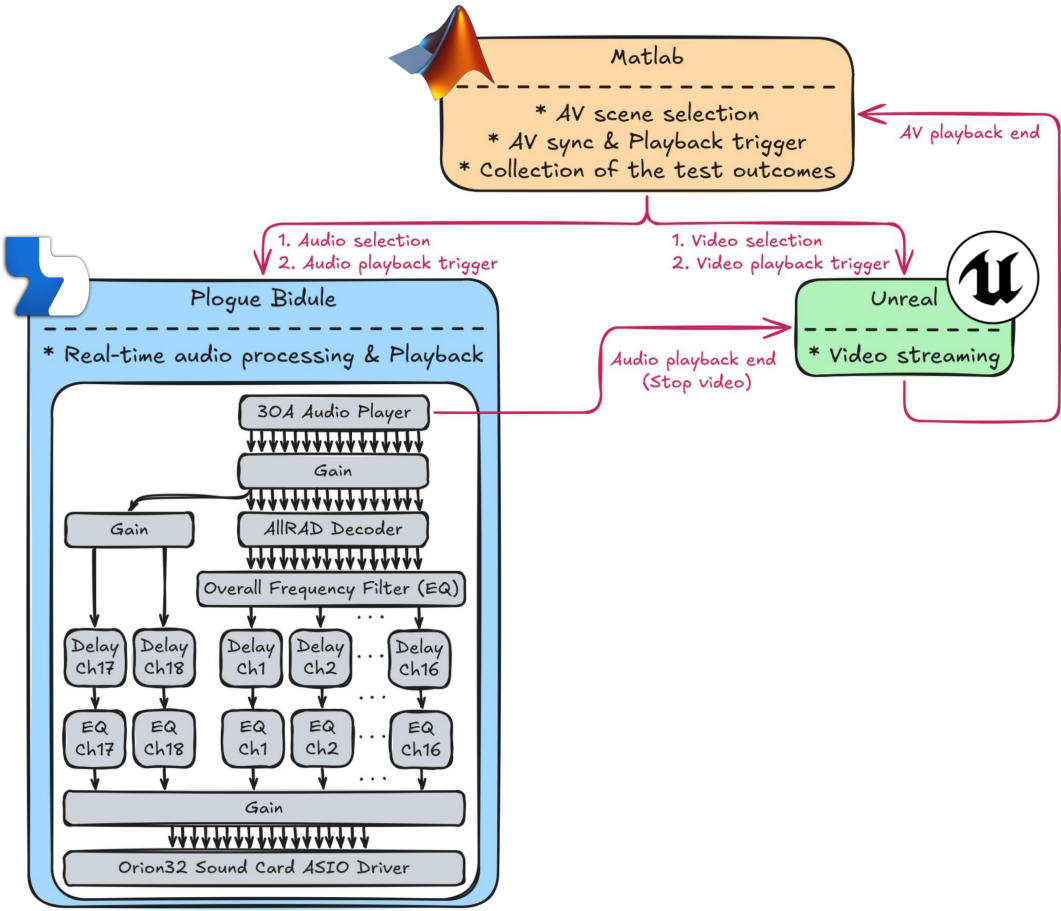 Matlab
* AV scene selection
* AV sync & Playback trigger
* Collection of the test outcomes
AV playback end
1. Audio selection
2. Audio playback trigger
1. Video selection
2. Video playback trigger
Plogue Bidule
* Real-time audio processing & Playback
Unreal
* Video streaming
Audio playback end
(Stop video)
3OA Audio Player
Gain
Gain
AllRAD Decoder
Overall Frequency Filter (EQ)
...
Delay
Ch17
Delay
Ch18
Delay
Ch1
Delay
Ch2
...
Delay
Ch16
...
EQ
Ch17
EQ
Ch18
EQ
Ch1
EQ
Ch2
...
EQ
Ch16
...
Gain
Orion32 Sound Card ASIO Driver